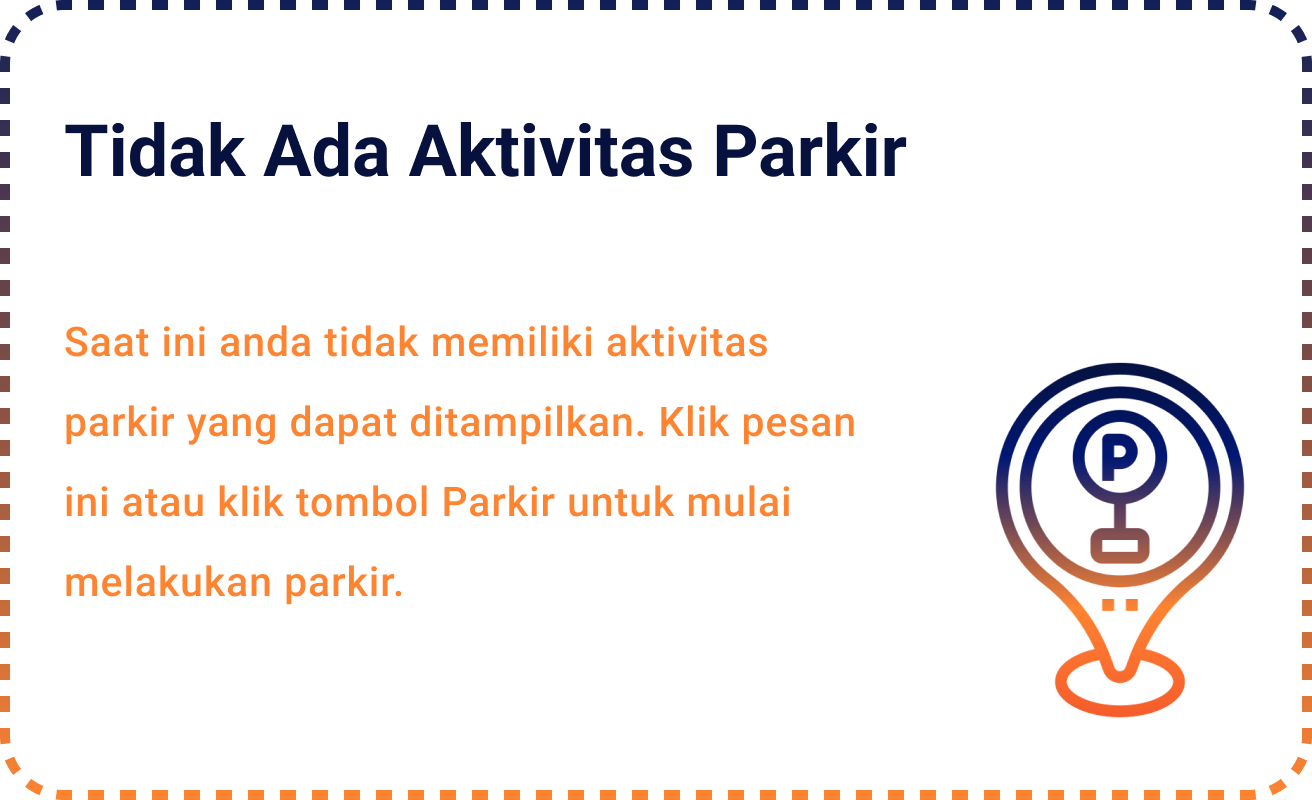 Tidak Ada Aktivitas Parkir
Saat ini anda tidak memiliki aktivitas
parkir yang dapat ditampilkan. Klik pesan
ini atau klik tombol Parkir untuk mulai
melakukan parkir.
P